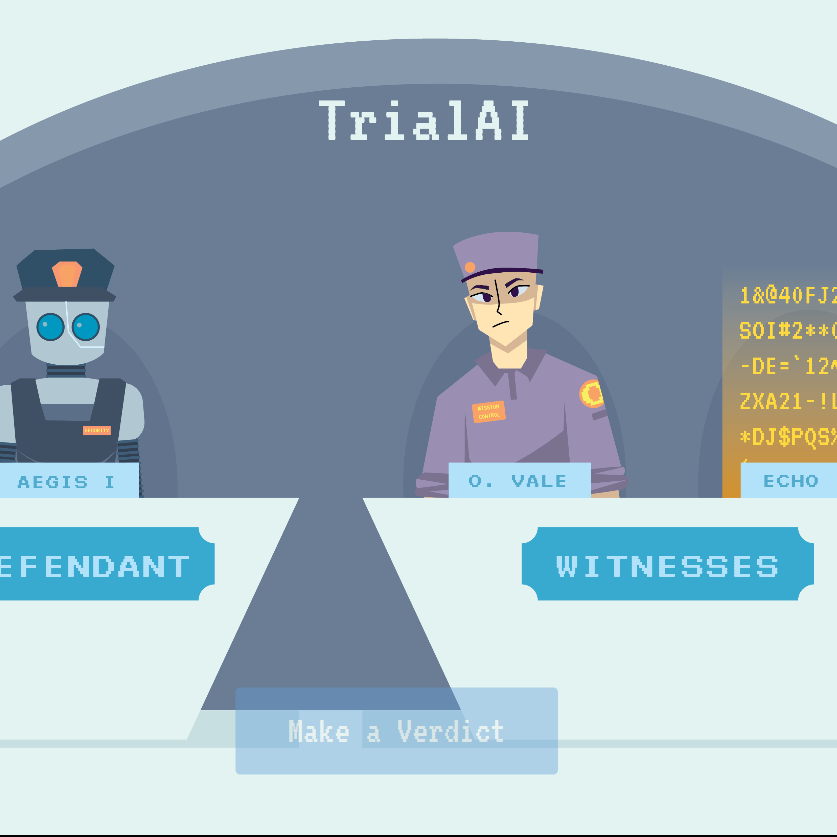 TrialAI
1&@40FJ2
SOI#2**
-DE=`12^
ZXA21-!L
*DJ$PQS%
SECURITY
MISSION
CONTROL
AEGIS I
O. VALE
ECHO
EFENDANT
WITNESSES
Make a Verdict